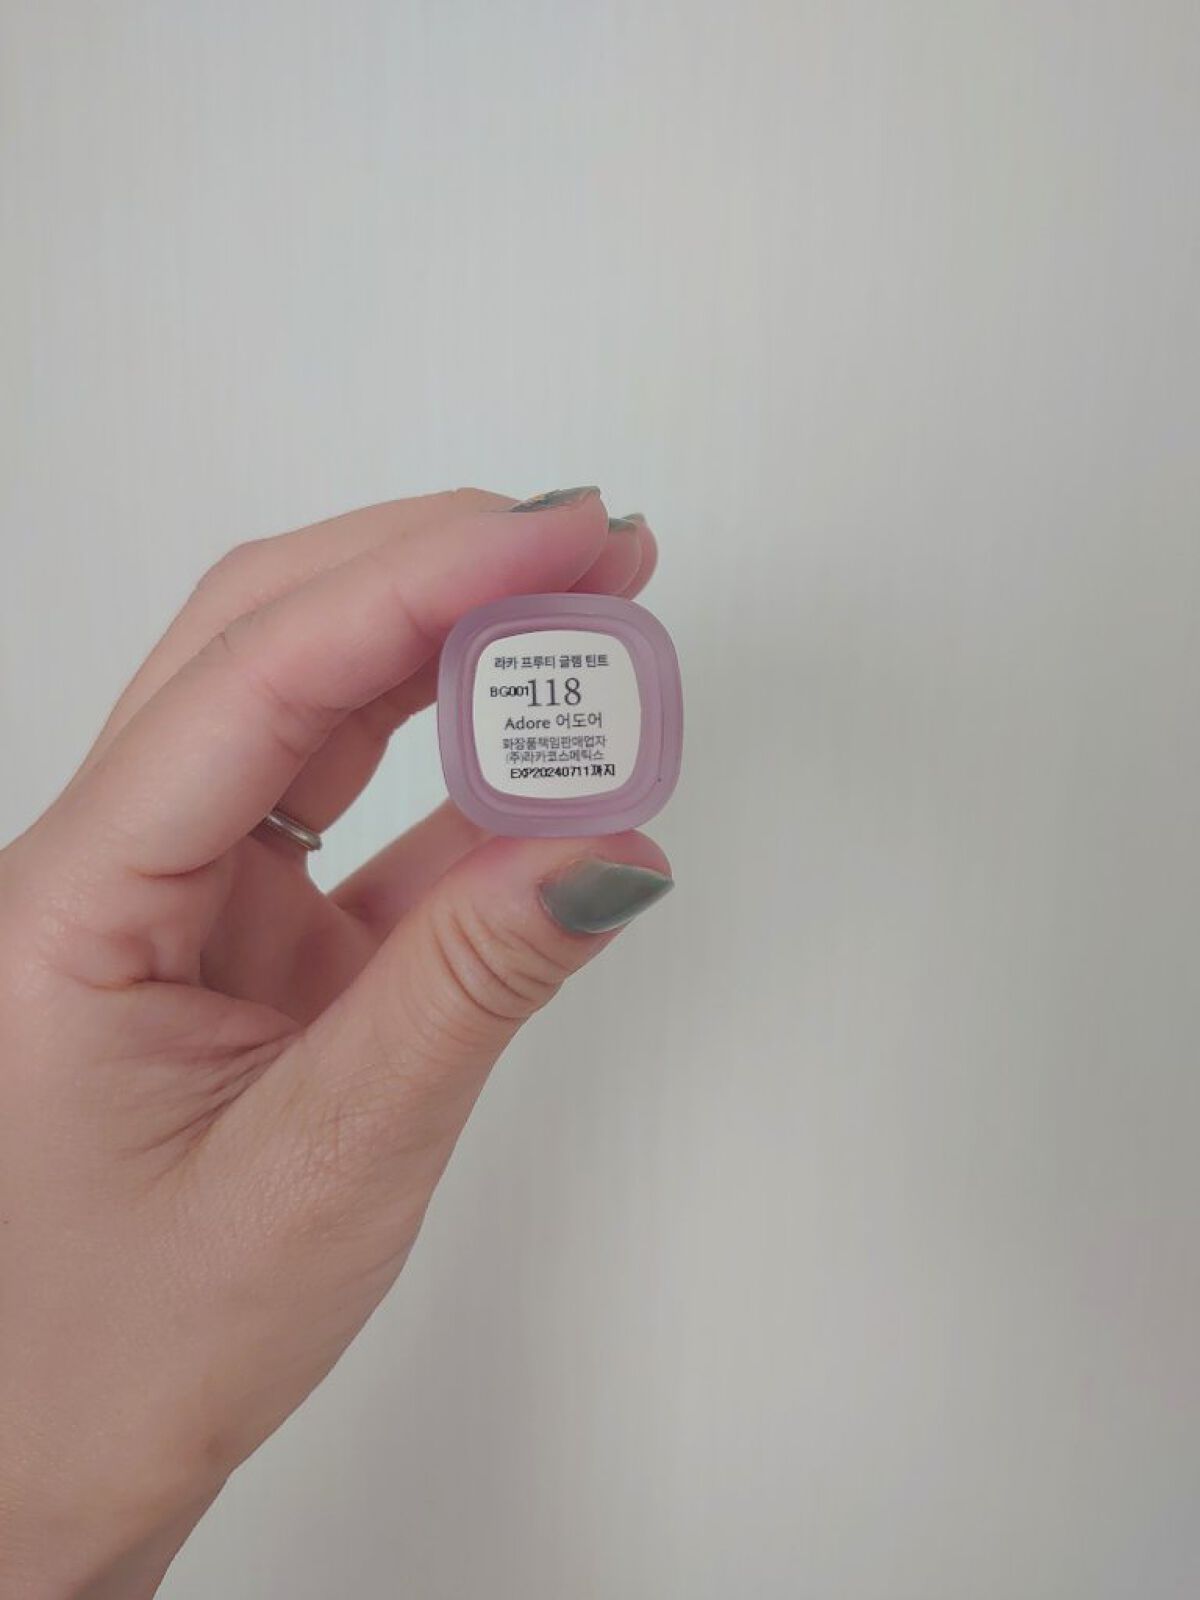 라카 프루티 글램 틴트
BG001 118
Adore 어도어
화장품책임판매업자
(주)라카코스메틱스
EXP20240711까지